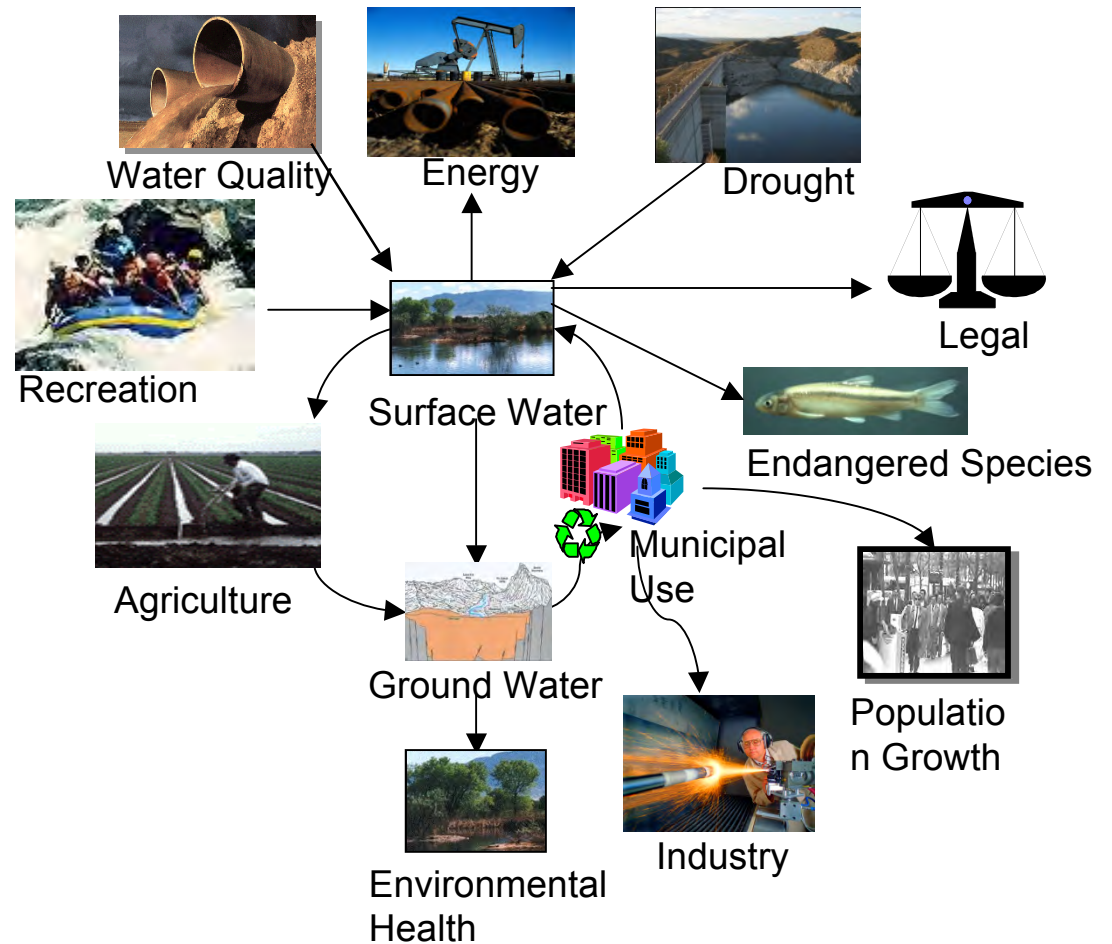 Water Quality
Energy
Drought
Recreation
Legal
Surface Water
Endangered Species
Agriculture
Municipal
Use
Ground Water
Populatio
n Growth
Industry
Environmental
Health